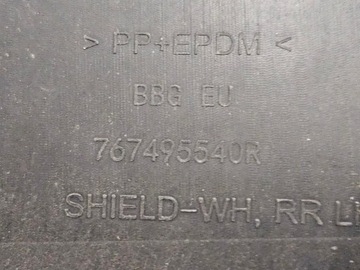 > PP+EPDM <
BBG EU
767495540R
SHIELD-WH, RR L